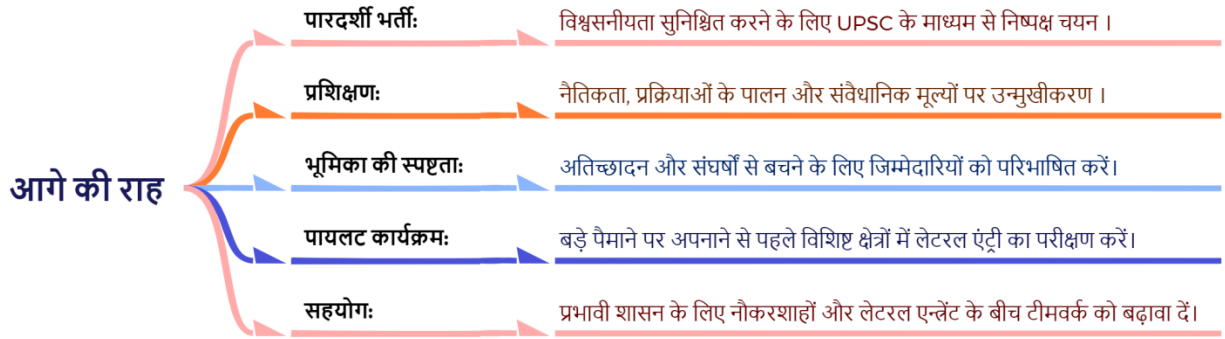 पारदर्शी भर्ती: विश्वसनीयता सुनिश्चित करने के लिए UPSC के माध्यम से निष्पक्ष चयन ।
प्रशिक्षण: नैतिकता, प्रक्रियाओं के पालन और संवैधानिक मूल्यों पर उन्मुखीकरण ।
आगे की राह
भूमिका की स्पष्टता: अतिच्छादन और संघर्षों से बचने के लिए जिम्मेदारियों को परिभाषित करें।
पायलट कार्यक्रम: बड़े पैमाने पर अपनाने से पहले विशिष्ट क्षेत्रों में लेटरल एंट्री का परीक्षण करें।
सहयोग: प्रभावी शासन के लिए नौकरशाहों और लेटरल एन्त्रेंट के बीच टीमवर्क को बढ़ावा दें।